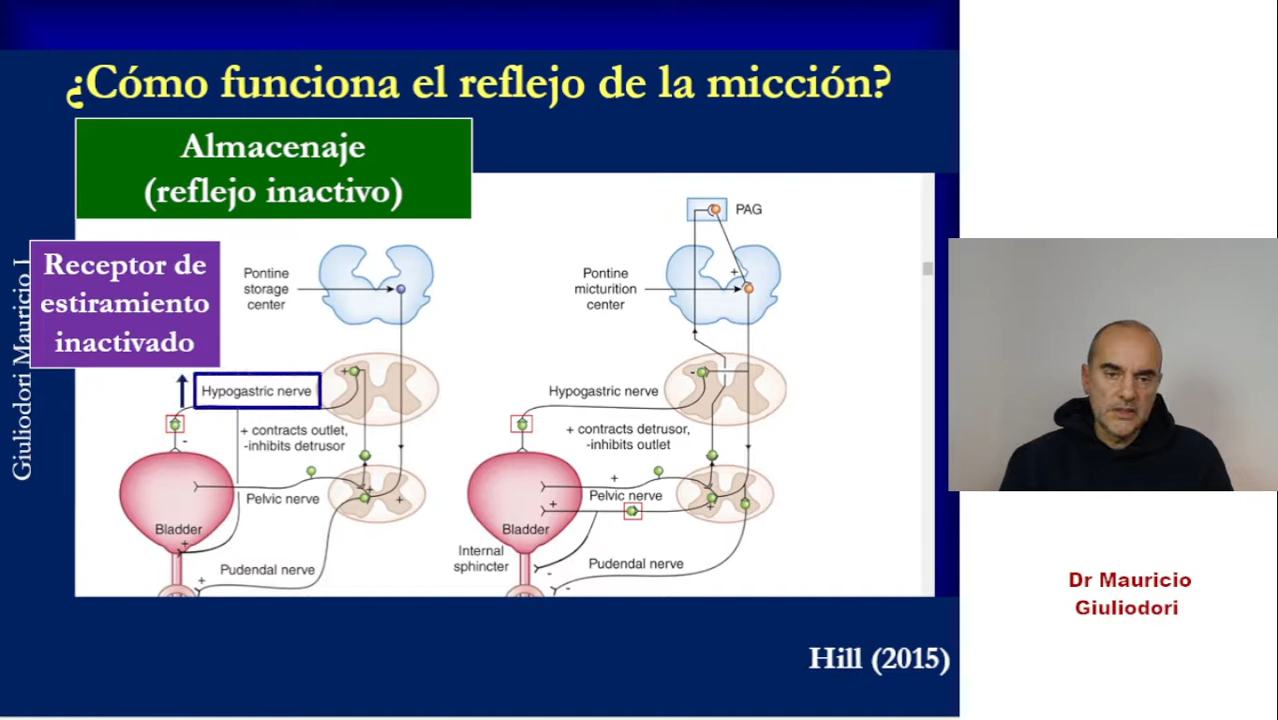 ¿Cómo funciona el reflejo de la micción?
Almacenaje
(reflejo inactivo)
Receptor de
estiramiento
inactivado
Giuliodori Mauricio J
Pontine
storage
center
Hypogastric nerve
+ contracts outlet,
-inhibits detrusor
Pelvic nerve
Bladder
Pudendal nerve
PAG
Pontine
micturition
center
Hypogastric nerve
+ contracts detrusor,
-inhibits outlet
Pelvic nerve
Bladder
Internal
sphincter
Pudendal nerve
Hill (2015)
Dr Mauricio
Giuliodori